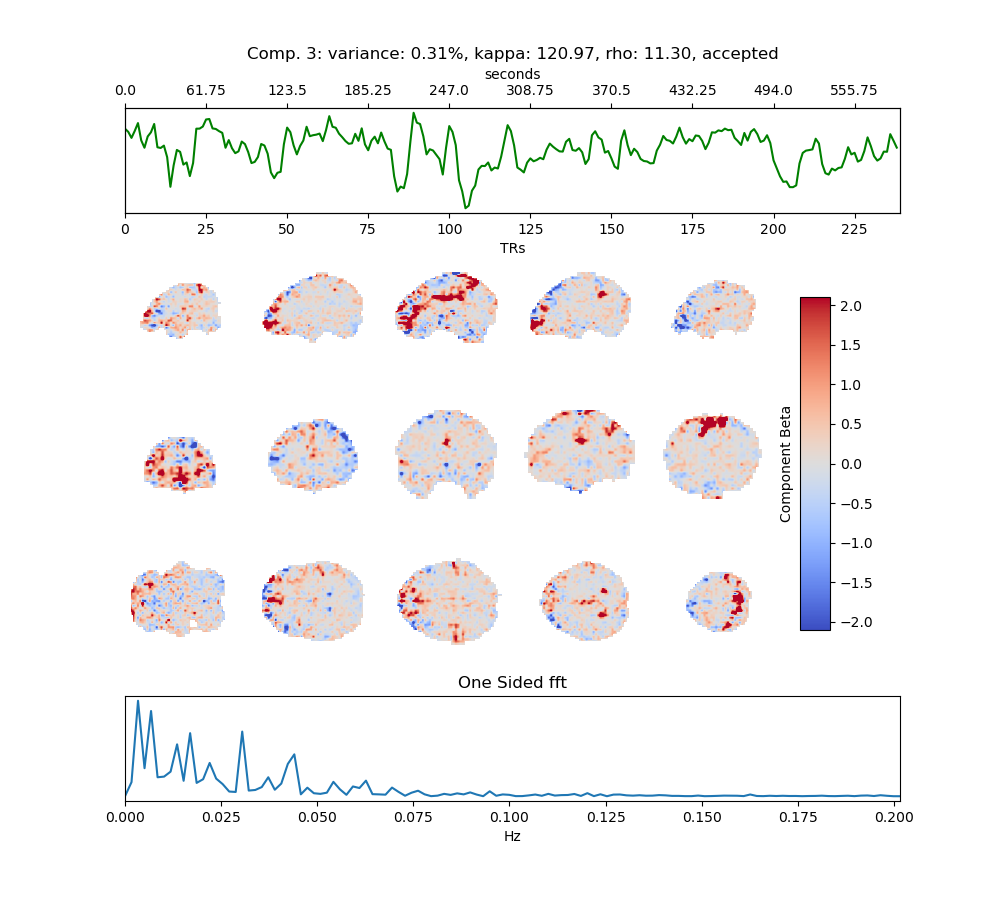 Comp. 3: variance: 0.31%, kappa: 120.97, rho: 11.30, accepted
seconds
0.0 61.75 123.5 185.25 247.0 308.75 370.5 432.25 494.0 555.75
0 25 50 75 100 125 150 175 200 225
TRs
2.0
1.5
1.0
0.5
0.0
−0.5
−1.0
−1.5
−2.0
Component Beta
One Sided fft
0.000 0.025 0.050 0.075 0.100 0.125 0.150 0.175 0.200
Hz